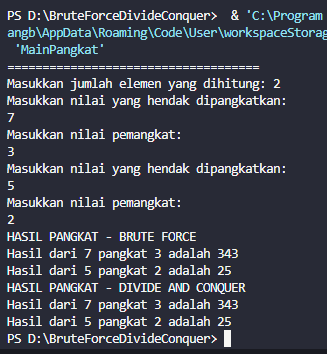 PS D:\BruteForceDivideConquer>  & 'C:\Program
angb\AppData\Roaming\Code\User\workspaceStorag
 'MainPangkat'
===================================
Masukkan jumlah elemen yang dihitung: 2
Masukkan nilai yang hendak dipangkatkan:
7
Masukkan nilai pemangkat:
3
Masukkan nilai yang hendak dipangkatkan:
5
Masukkan nilai pemangkat:
2
HASIL PANGKAT - BRUTE FORCE
Hasil dari 7 pangkat 3 adalah 343
Hasil dari 5 pangkat 2 adalah 25
HASIL PANGKAT - DIVIDE AND CONQUER
Hasil dari 7 pangkat 3 adalah 343
Hasil dari 5 pangkat 2 adalah 25
PS D:\BruteForceDivideConquer>